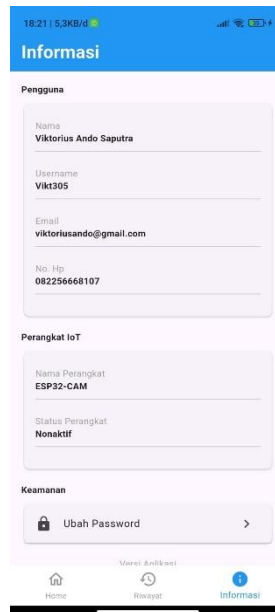 18:21 | 5,3KB/d
Informasi
Pengguna
Nama
Viktorius Ando Saputra
Username
Vikt305
Email
viktoriusando@gmail.com
No. Hp
082256668107
Perangkat IoT
Nama Perangkat
ESP32-CAM
Status Perangkat
Nonaktif
Keamanan
Ubah Password
Versi Aplikasi
Home Riwayat Informasi